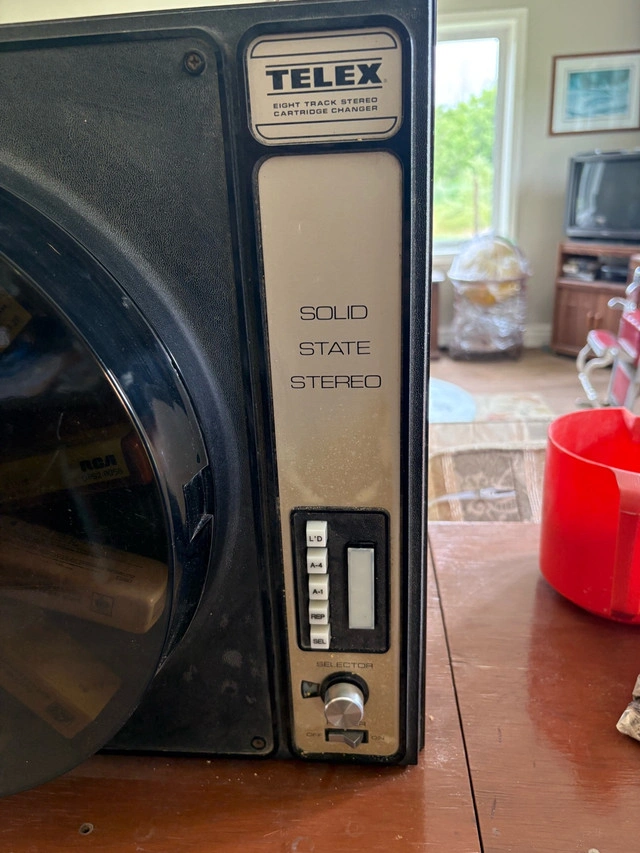 TELEX
EIGHT TRACK STEREO
CARTRIDGE CHANGER
SOLID
STATE
STEREO
RCA
L'D
A-4
A-1
REP
SEL
SELECTOR